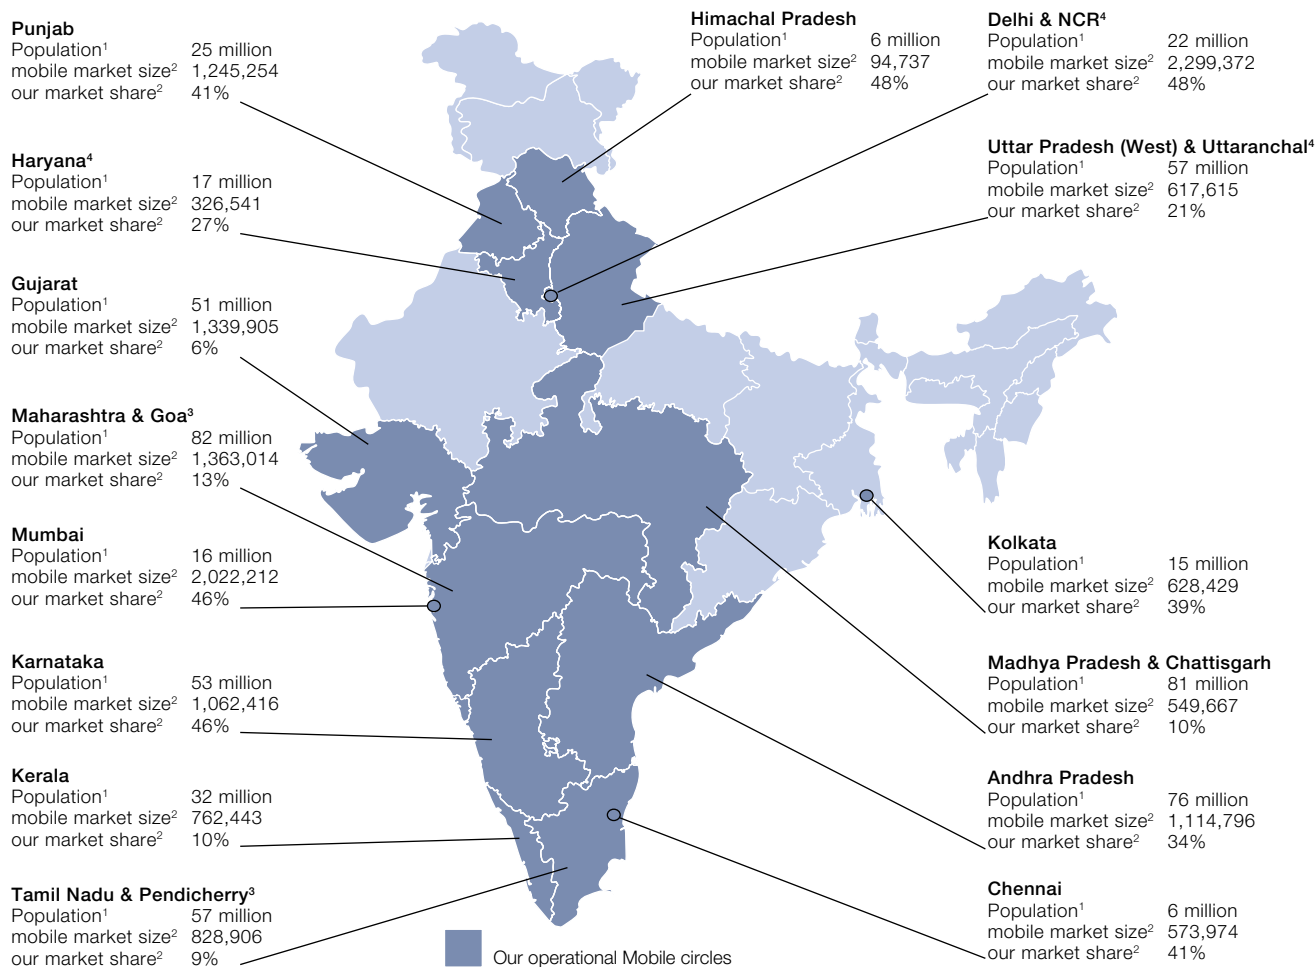 Punjab
Population¹ 25 million
mobile market size² 1,245,254
our market share² 41%
Haryana⁴
Population¹ 17 million
mobile market size² 326,541
our market share² 27%
Gujarat
Population¹ 51 million
mobile market size² 1,339,905
our market share² 6%
Maharashtra & Goa³
Population¹ 82 million
mobile market size² 1,363,014
our market share² 13%
Mumbai
Population¹ 16 million
mobile market size² 2,022,212
our market share² 46%
Karnataka
Population¹ 53 million
mobile market size² 1,062,416
our market share² 46%
Kerala
Population¹ 32 million
mobile market size² 762,443
our market share² 10%
Tamil Nadu & Pendicherry³
Population¹ 57 million
mobile market size² 828,906
our market share² 9%
Himachal Pradesh
Population¹ 6 million
mobile market size² 94,737
our market share² 48%
Delhi & NCR⁴
Population¹ 22 million
mobile market size² 2,299,372
our market share² 48%
Uttar Pradesh (West) & Uttaranchal⁴
Population¹ 57 million
mobile market size² 617,615
our market share² 21%
Kolkata
Population¹ 15 million
mobile market size² 628,429
our market share² 39%
Madhya Pradesh & Chattisgarh
Population¹ 81 million
mobile market size² 549,667
our market share² 10%
Andhra Pradesh
Population¹ 76 million
mobile market size² 1,114,796
our market share² 34%
Chennai
Population¹ 6 million
mobile market size² 573,974
our market share² 41%
Our operational Mobile circles